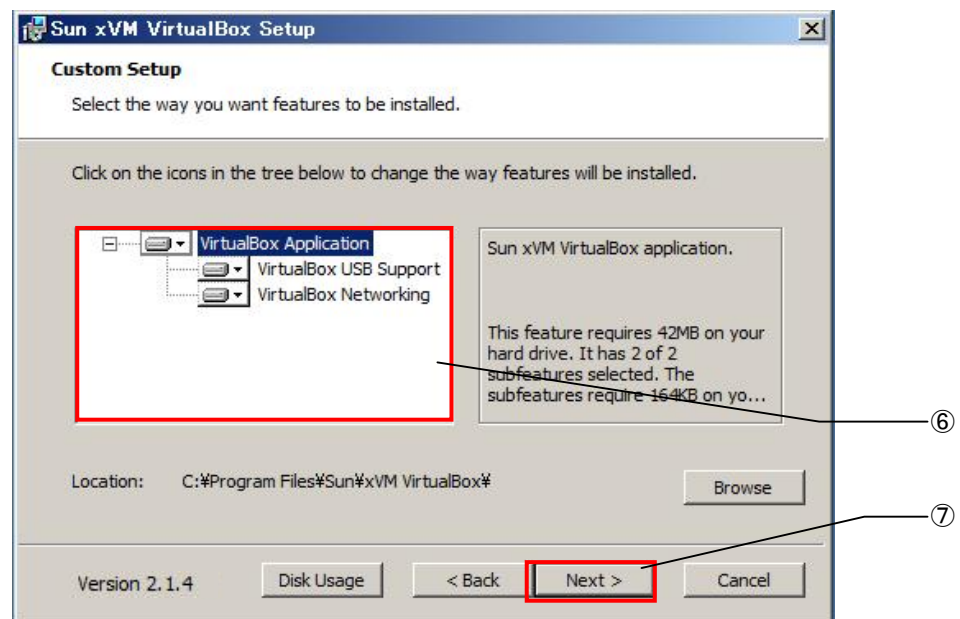 Sun xVM VirtualBox Setup
Custom Setup
Select the way you want features to be installed.
Click on the icons in the tree below to change the way features will be installed.
VirtualBox Application
VirtualBox USB Support
VirtualBox Networking
Sun xVM VirtualBox application.
This feature requires 42MB on your
hard drive. It has 2 of 2
subfeatures selected. The
subfeatures require 164KB on yo...
⑥
Location: C:¥Program Files¥Sun¥xVM VirtualBox¥
Browse
⑦
Version 2.1.4
Disk Usage
< Back
Next >
Cancel